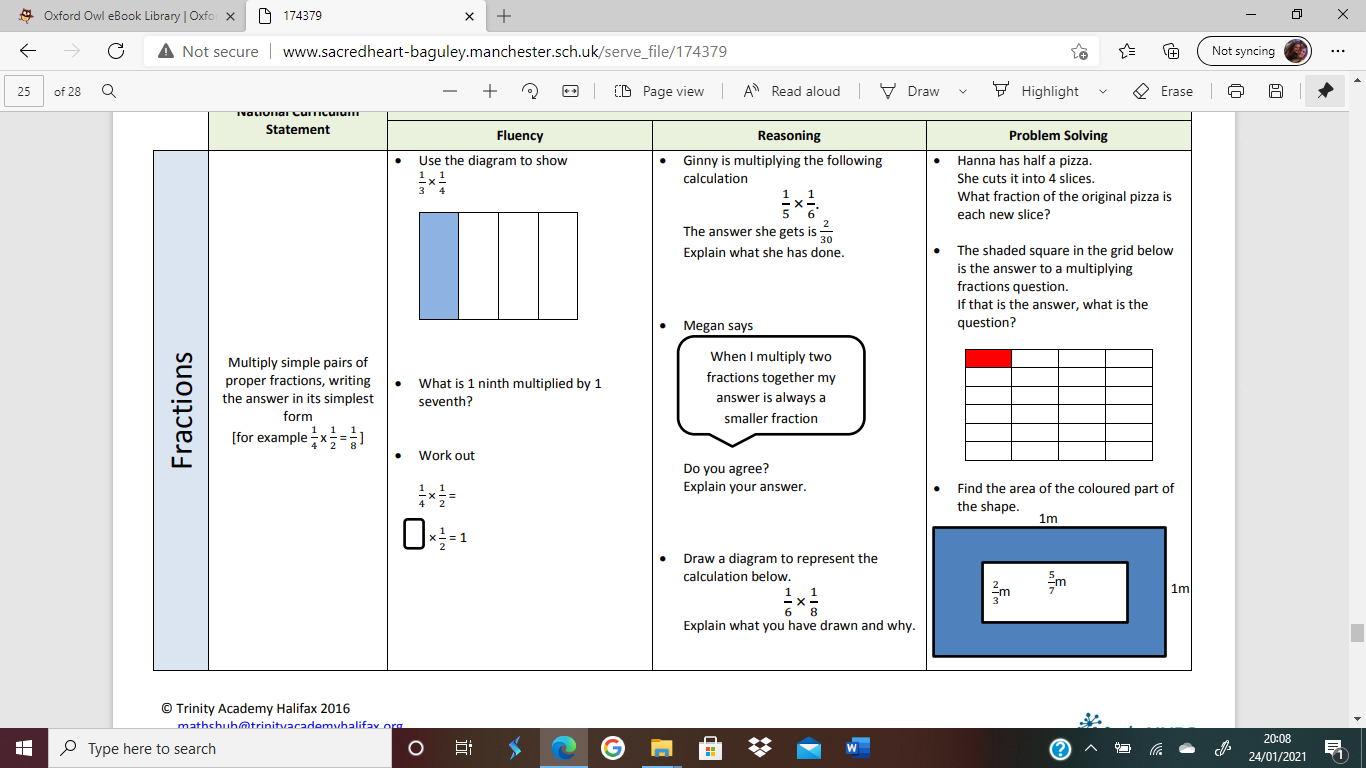 Oxford Owl eBook Library | Oxfo
174379
Not secure
www.sacredheart-baguley.manchester.sch.uk/serve_file/174379
Not syncing
25
of 28
Page view
Read aloud
Draw
Highlight
Erase
National Curriculum
Statement
Fluency
Reasoning
Problem Solving
Fractions
Multiply simple pairs of
proper fractions, writing
the answer in its simplest
form
[for example 1/4 x 1/2 = 1/8 ]
• Use the diagram to show
1/3 × 1/4
• What is 1 ninth multiplied by 1
seventh?
• Work out
1/4 × 1/2 =
× 1/2 = 1
• Ginny is multiplying the following
calculation
1/5 × 1/6.
The answer she gets is 2/30
Explain what she has done.
• Megan says
When I multiply two
fractions together my
answer is always a
smaller fraction
Do you agree?
Explain your answer.
• Draw a diagram to represent the
calculation below.
1/6 × 1/8
Explain what you have drawn and why.
• Hanna has half a pizza.
She cuts it into 4 slices.
What fraction of the original pizza is
each new slice?
• The shaded square in the grid below
is the answer to a multiplying
fractions question.
If that is the answer, what is the
question?
• Find the area of the coloured part of
the shape.
1m
2/3m
5/7m
1m
© Trinity Academy Halifax 2016
mathshub@trinityacademyhalifax.org
Type here to search
20:08
24/01/2021
1